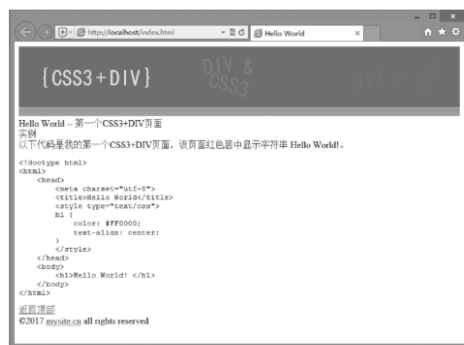 http://localhost/index.html
Hello World
{CSS3+DIV}
DIV &
CSS3
Hello World -- 第一个CSS3+DIV页面
实例
以下代码是我的第一个CSS3+DIV页面，该页面红色居中显示字符串 Hello World!。
<!doctype html>
<html>
<head>
<meta charset="utf-8">
<title>Hello World</title>
<style type="text/css">
h1 {
color: #FF0000;
text-align: center;
}
</style>
</head>
<body>
<h1>Hello World! </h1>
</body>
</html>
返回顶部
©2017 mysite.cn all rights reserved